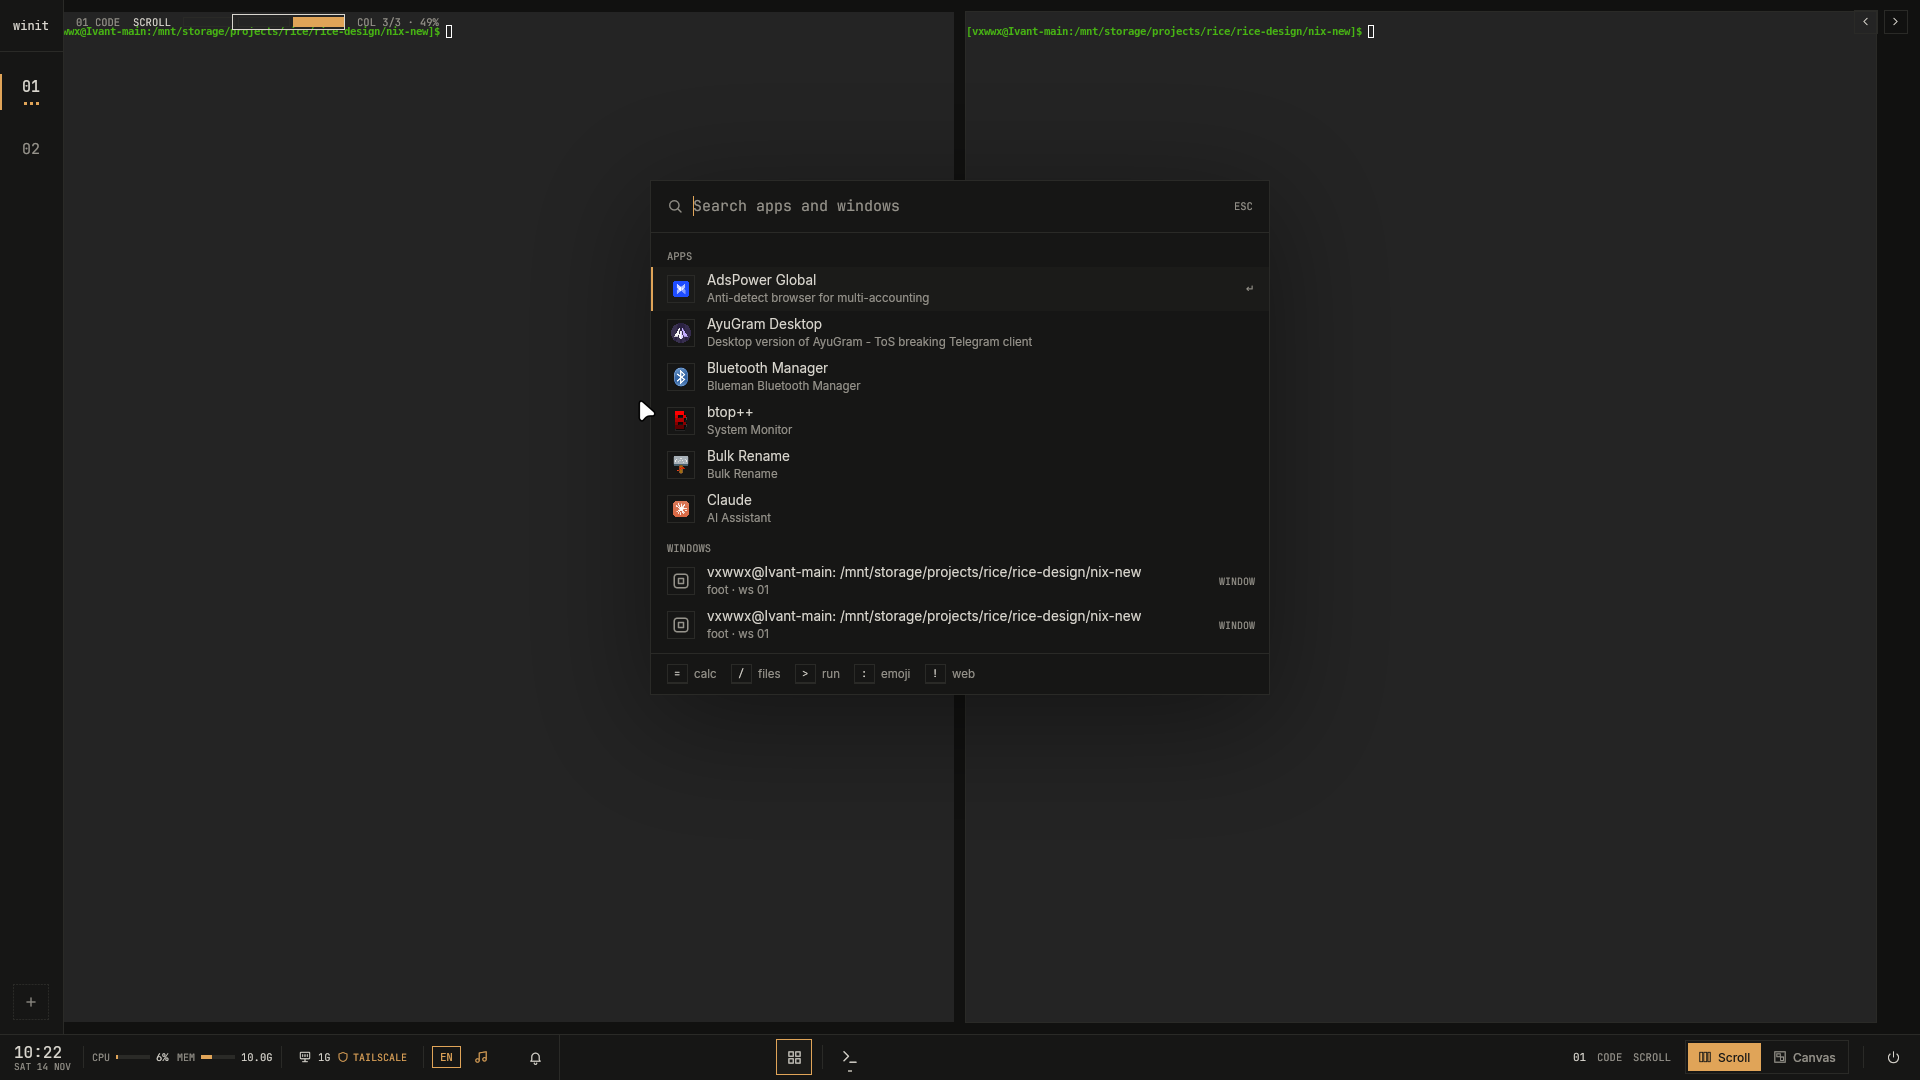 winit
01 CODE SCROLL COL 3/3 · 49%
wwx@Ivant-main:/mnt/storage/projects/rice/rice-design/nix-new]$
[vxwwx@Ivant-main:/mnt/storage/projects/rice/rice-design/nix-new]$
01
02
Search apps and windows
ESC
APPS
AdsPower Global
Anti-detect browser for multi-accounting
AyuGram Desktop
Desktop version of AyuGram - ToS breaking Telegram client
Bluetooth Manager
Blueman Bluetooth Manager
btop++
System Monitor
Bulk Rename
Bulk Rename
Claude
AI Assistant
WINDOWS
vxwwx@Ivant-main: /mnt/storage/projects/rice/rice-design/nix-new
foot · ws 01
WINDOW
vxwwx@Ivant-main: /mnt/storage/projects/rice/rice-design/nix-new
foot · ws 01
WINDOW
= calc / files > run : emoji ! web
10:22
SAT 14 NOV
CPU 6% MEM 10.0G 1G TAILSCALE EN
01 CODE SCROLL Scroll Canvas